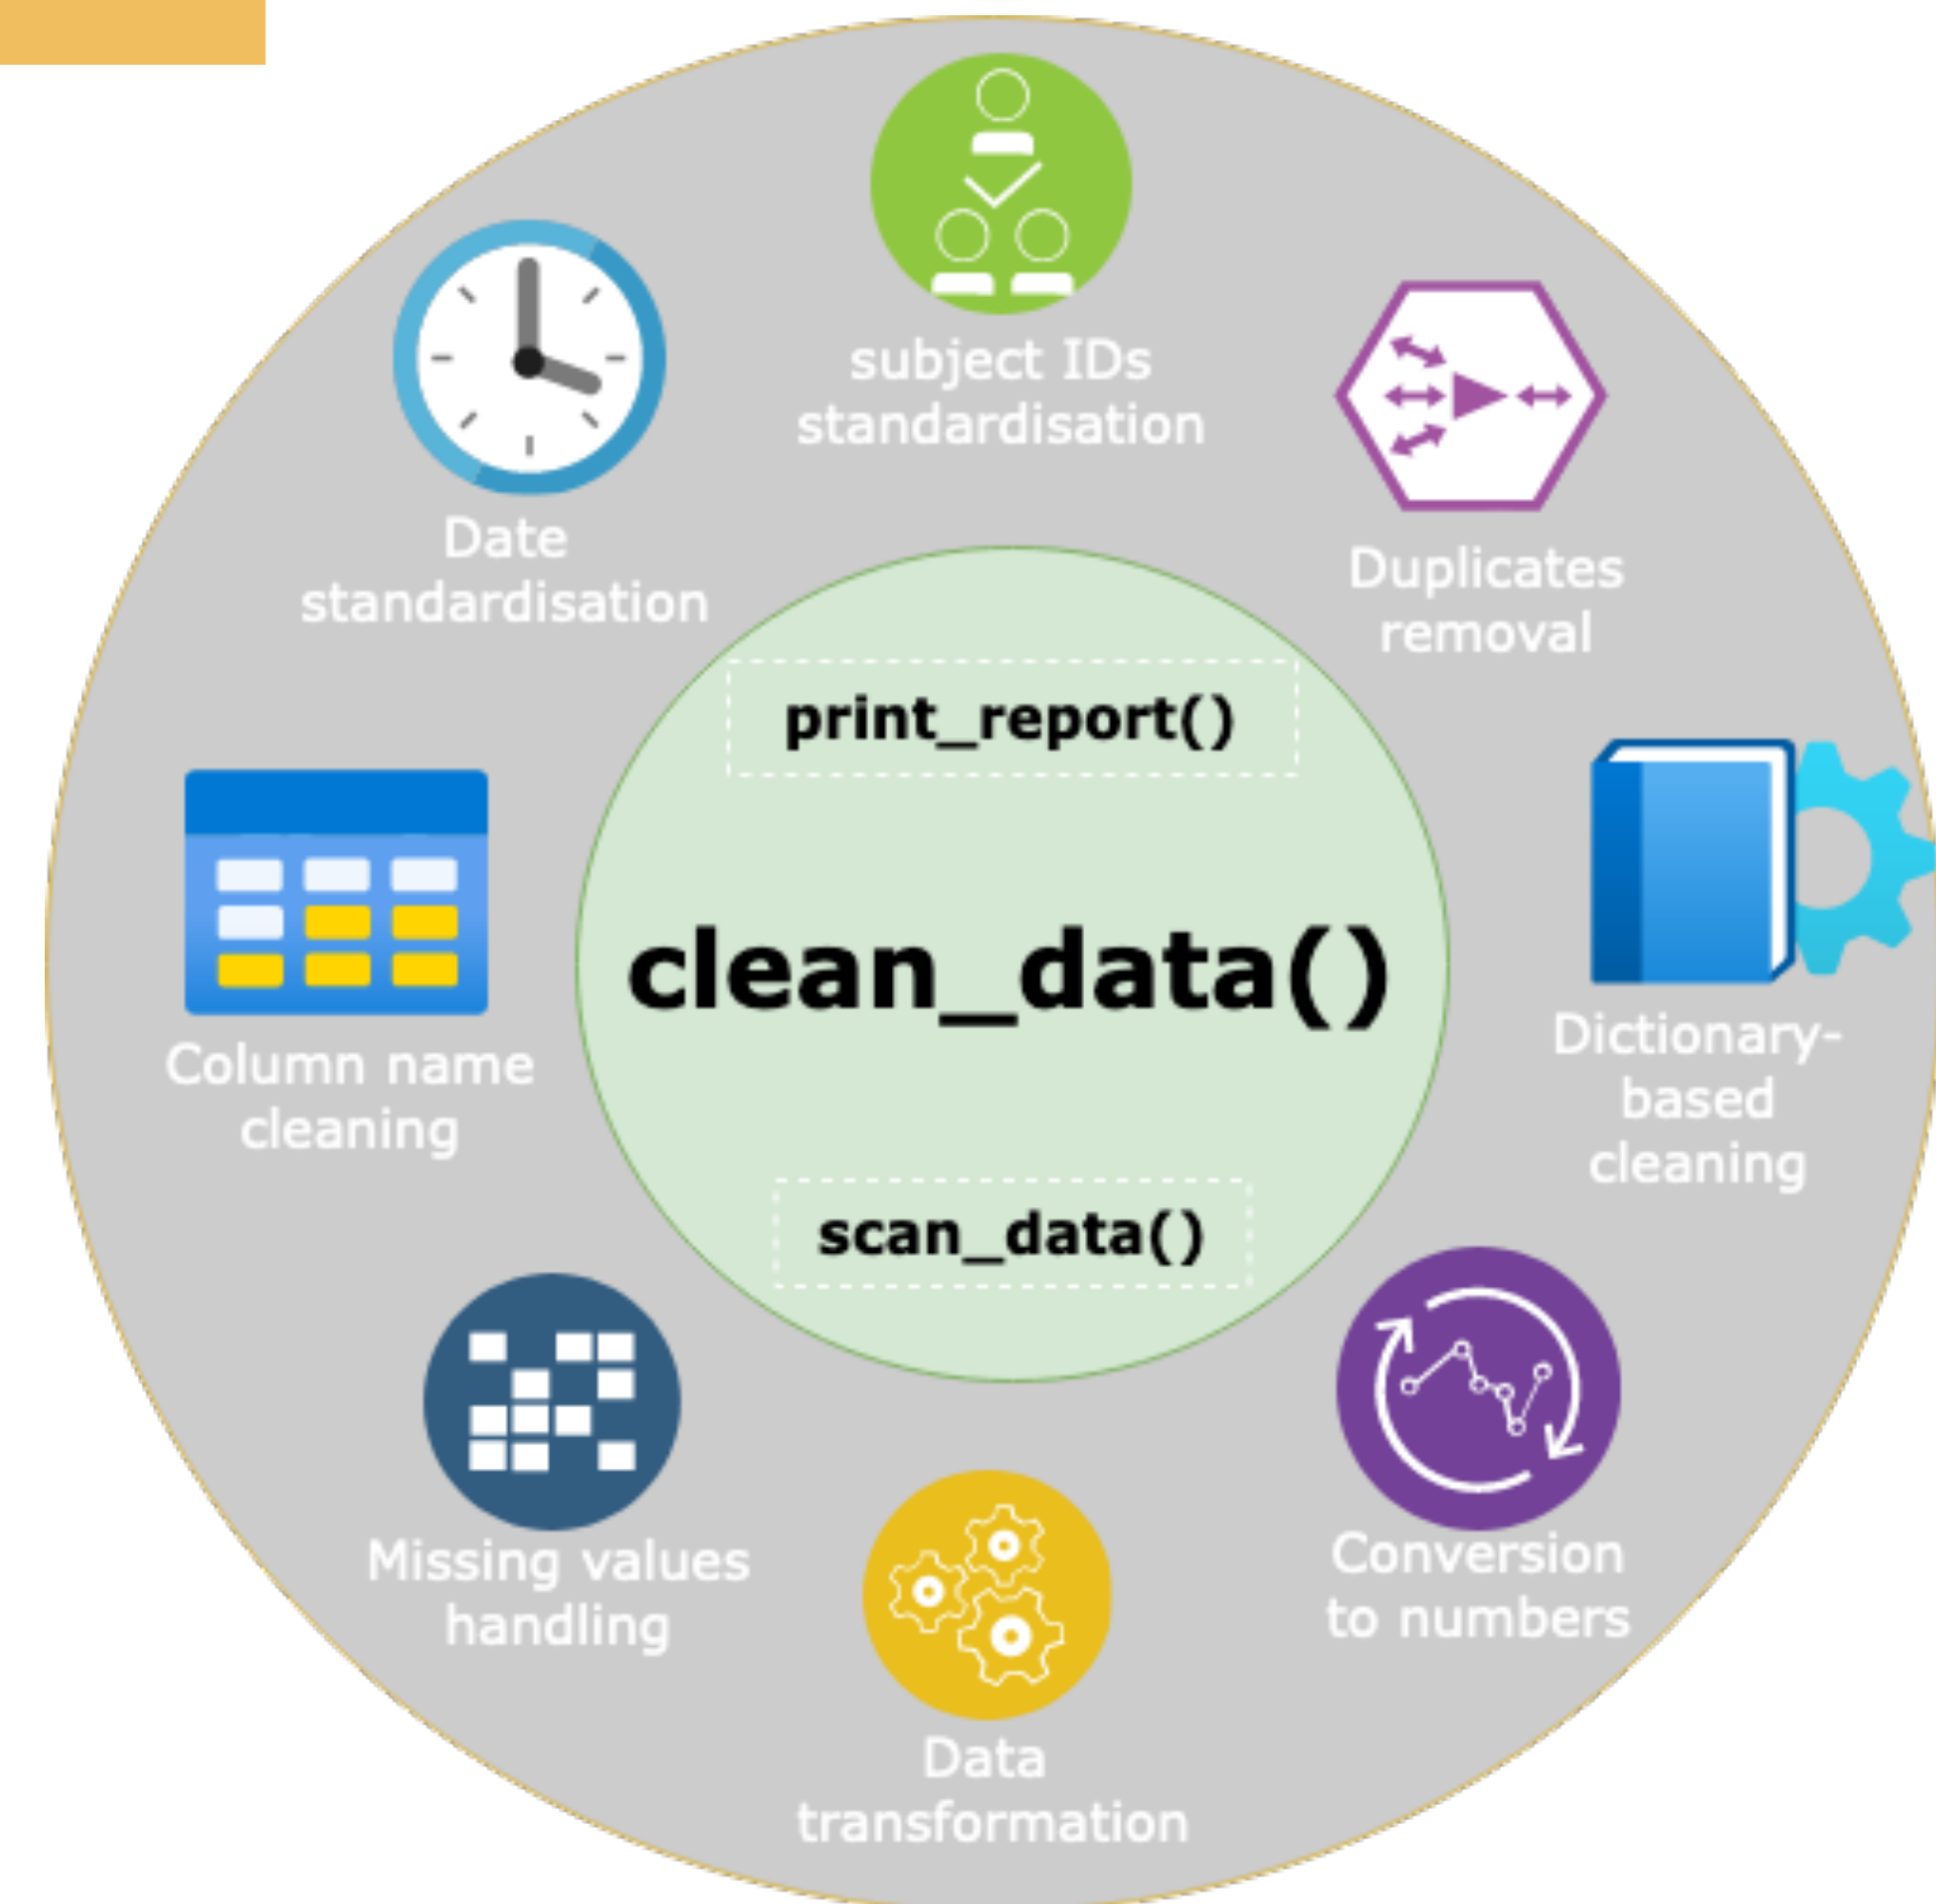 subject IDs
standardisation
Date
standardisation
Duplicates
removal
print_report()
clean_data()
scan_data()
Column name
cleaning
Dictionary-
based
cleaning
Missing values
handling
Conversion
to numbers
Data
transformation